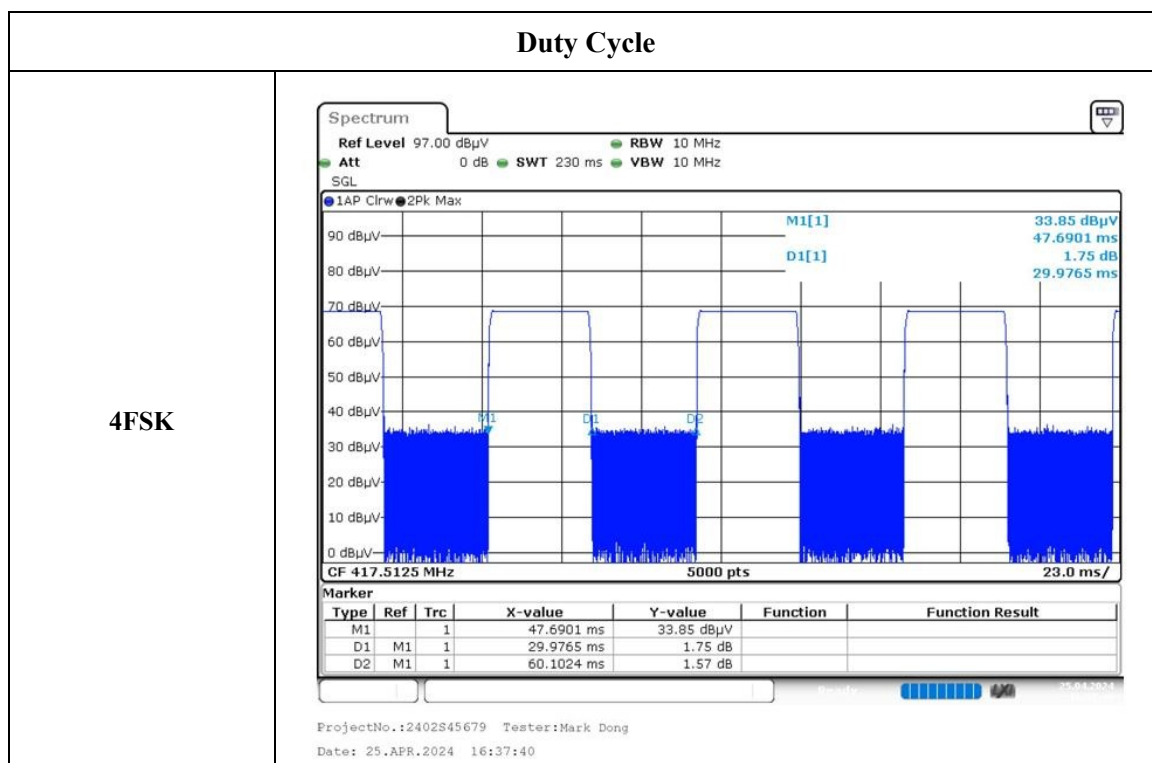 Duty Cycle
4FSK
Spectrum
Ref Level 97.00 dBµV RBW 10 MHz
Att 0 dB SWT 230 ms VBW 10 MHz
SGL
1AP Clrw 2Pk Max
M1[1] 33.85 dBµV
47.6901 ms
D1[1] 1.75 dB
29.9765 ms
90 dBµV
80 dBµV
70 dBµV
60 dBµV
50 dBµV
40 dBµV
M1 D1 D2
30 dBµV
20 dBµV
10 dBµV
0 dBµV
CF 417.5125 MHz 5000 pts 23.0 ms/
Marker
Type Ref Trc X-value Y-value Function Function Result
M1 1 47.6901 ms 33.85 dBµV
D1 M1 1 29.9765 ms 1.75 dB
D2 M1 1 60.1024 ms 1.57 dB
Ready 25.04.2024
ProjectNo.:2402S45679 Tester:Mark Dong
Date: 25.APR.2024 16:37:40